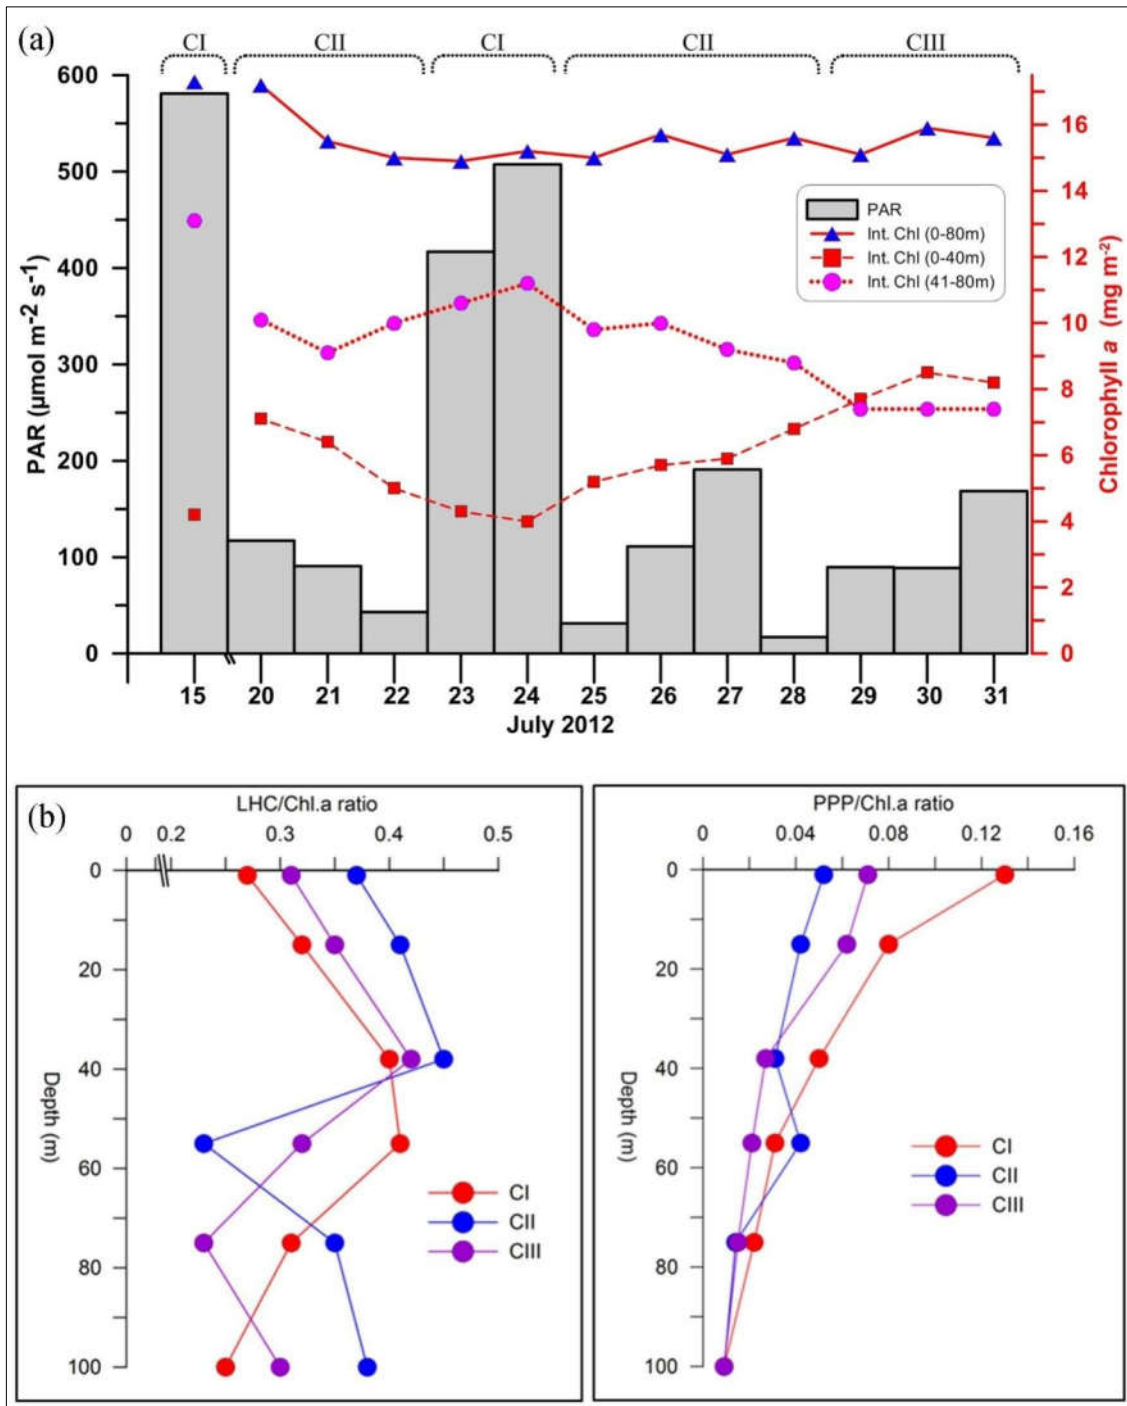 (a)
CI CII CI CII CIII
600
500
400
300
200
100
0
PAR (µmol m-2 s-1)
16
14
12
10
8
6
4
2
0
Chlorophyll a (mg m-2)
PAR
Int. Chl (0-80m)
Int. Chl (0-40m)
Int. Chl (41-80m)
15 20 21 22 23 24 25 26 27 28 29 30 31
July 2012
(b)
LHC/Chl.a ratio
0 0.2 0.3 0.4 0.5
0
20
40
60
80
100
Depth (m)
CI
CII
CIII
PPP/Chl.a ratio
0 0.04 0.08 0.12 0.16
0
20
40
60
80
100
Depth (m)
CI
CII
CIII